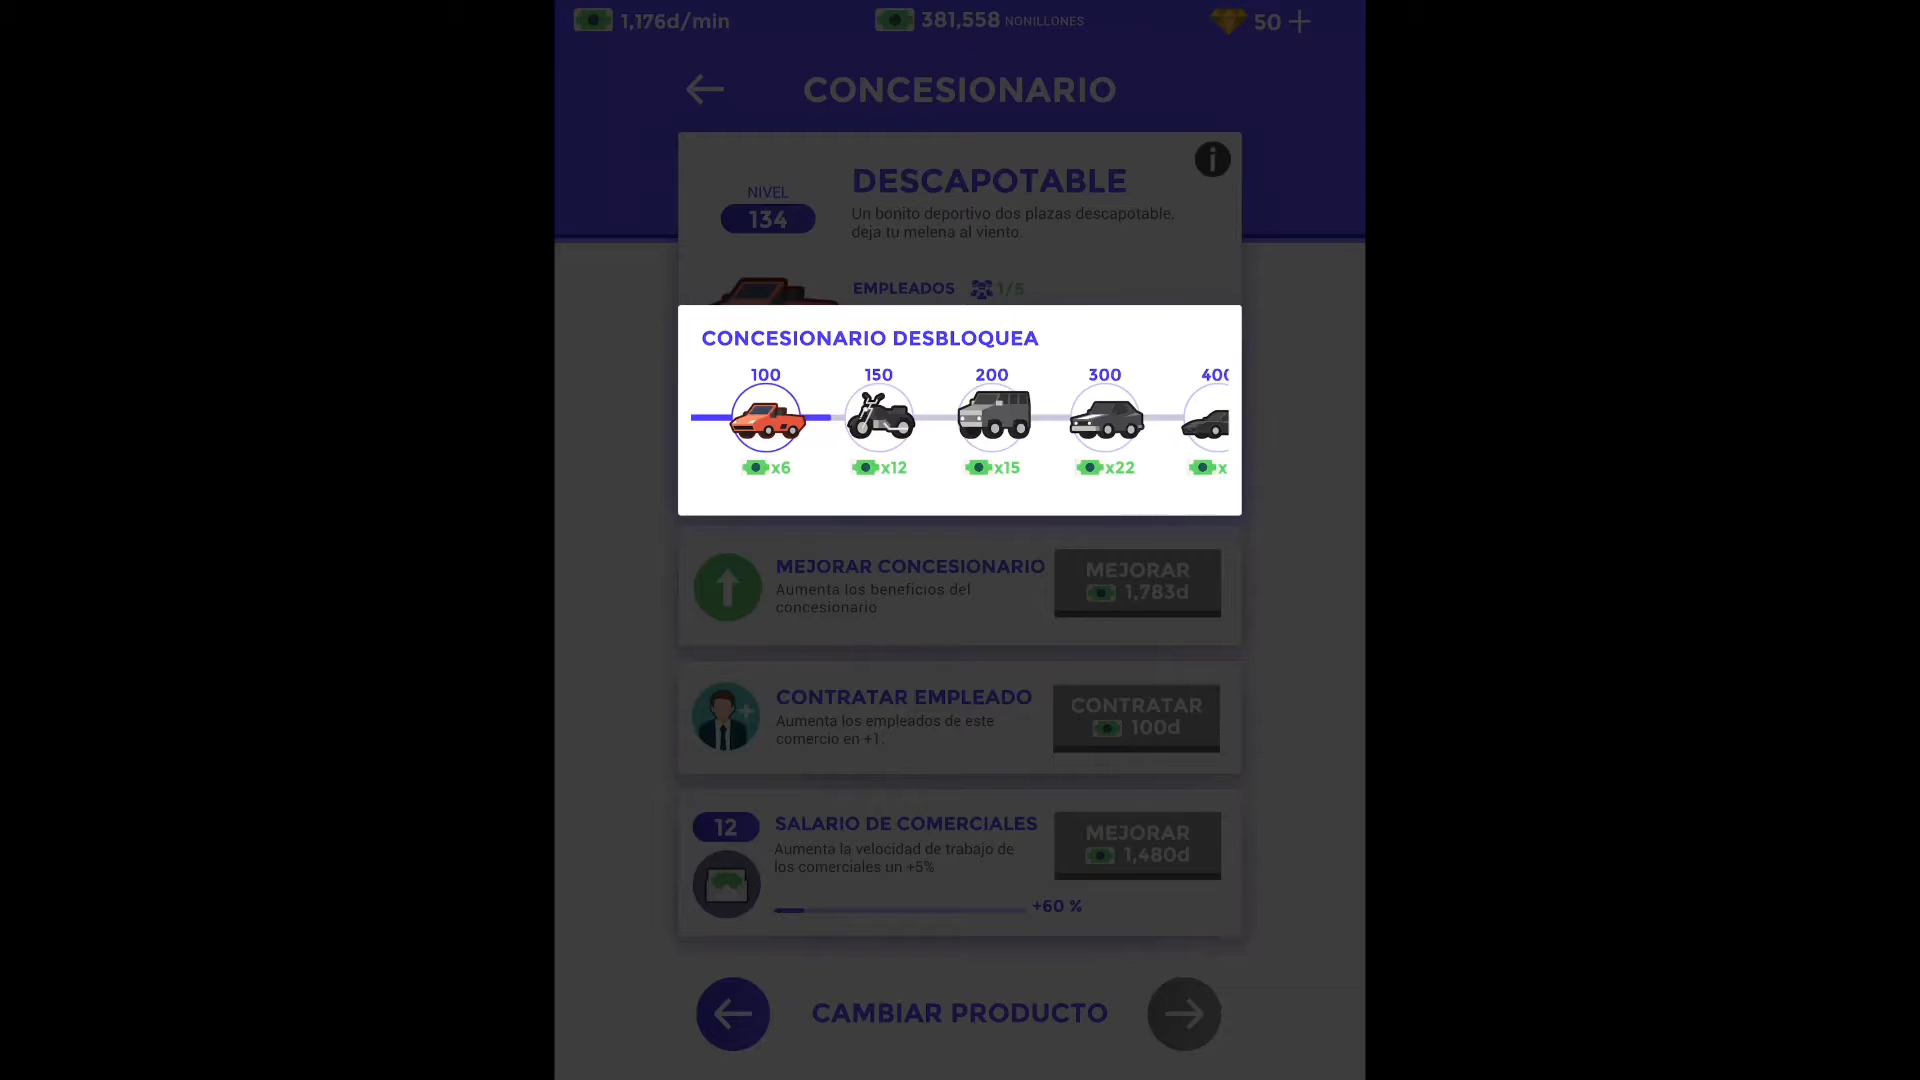 1,176d/min
381,558 NONILLONES
50
CONCESIONARIO
NIVEL
134
DESCAPOTABLE
Un bonito deportivo dos plazas descapotable,
deja tu melena al viento.
EMPLEADOS 1/5
CONCESIONARIO DESBLOQUEA
100 150 200 300 400
x6 x12 x15 x22 x
MEJORAR CONCESIONARIO
Aumenta los beneficios del
concesionario
MEJORAR
1,783d
CONTRATAR EMPLEADO
Aumenta los empleados de este
comercio en +1.
CONTRATAR
100d
12
SALARIO DE COMERCIALES
Aumenta la velocidad de trabajo de
los comerciales un +5%
MEJORAR
1,480d
+60 %
CAMBIAR PRODUCTO